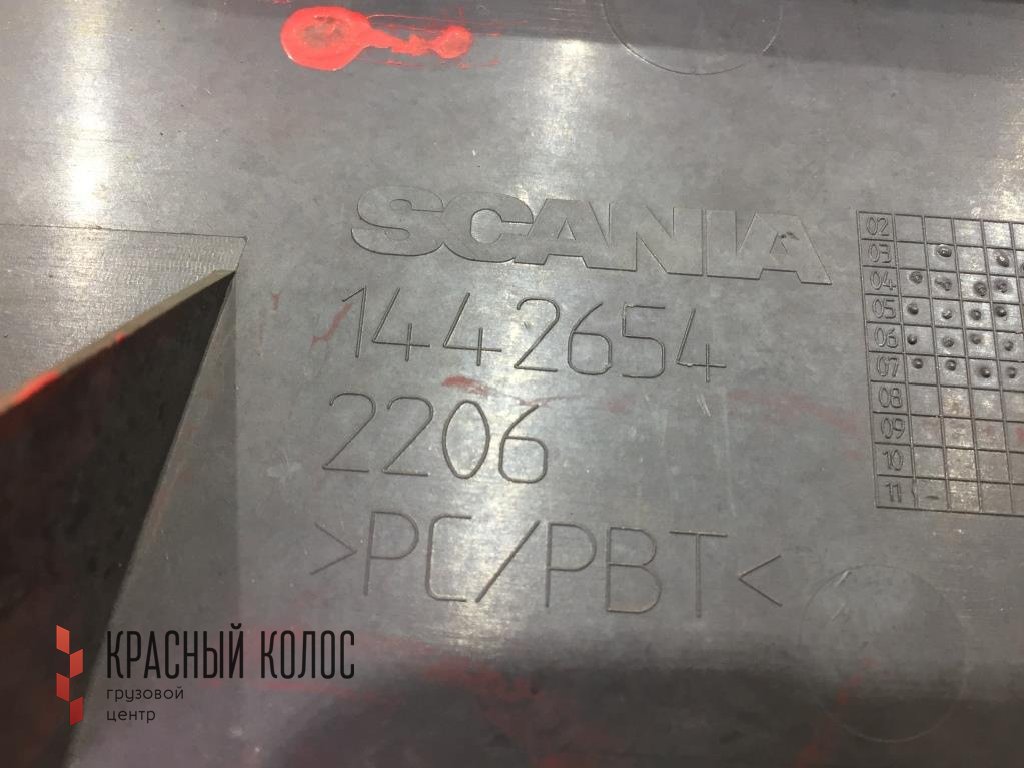 SCANIA
1442654
2206
>PC/PBT<
02
03
04
05
06
07
08
09
10
11
КРАСНЫЙ КОЛОС
грузовой
центр